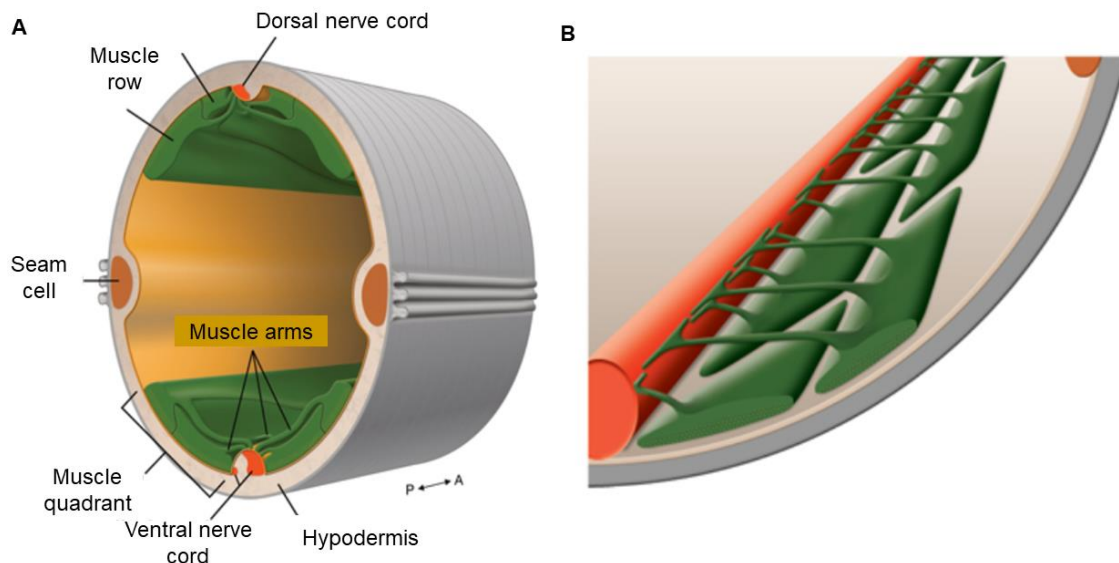 A
Dorsal nerve cord
Muscle
row
Seam
cell
Muscle arms
Muscle
quadrant
Ventral nerve
cord
Hypodermis
P
A
B